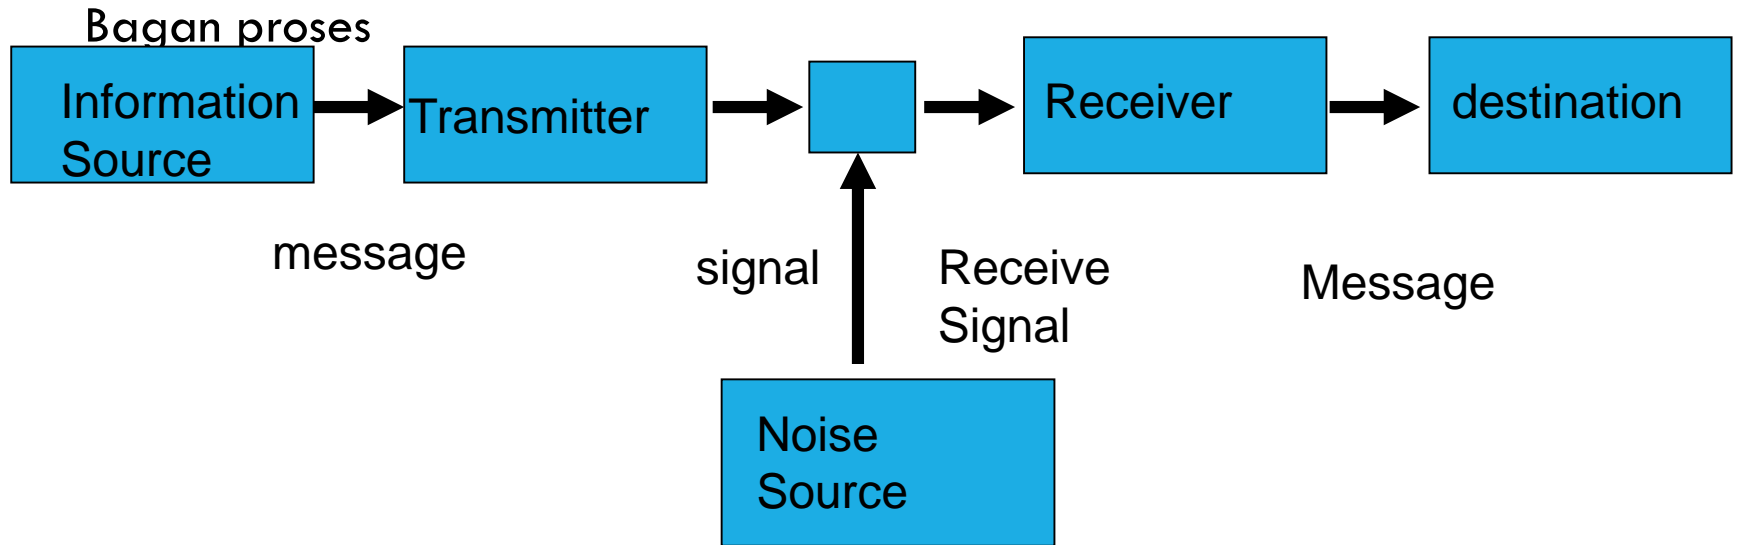 Bagan proses
Information
Source
Transmitter
Receiver
destination
message
signal
Receive
Signal
Message
Noise
Source